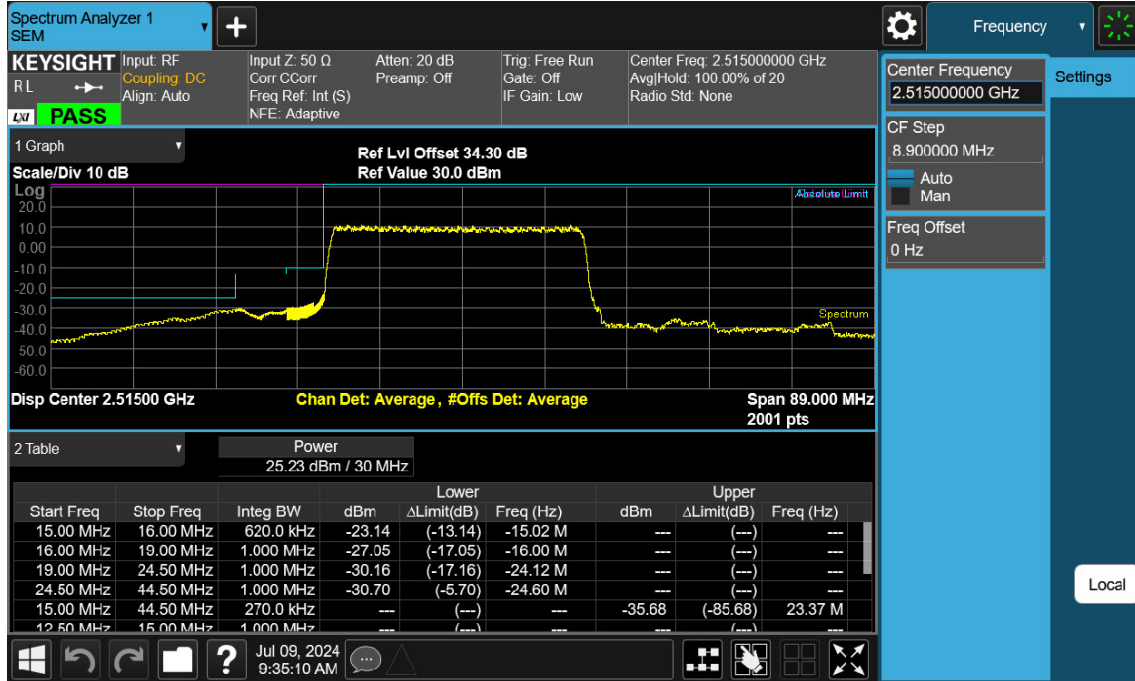 Spectrum Analyzer 1
SEM
+
Frequency
KEYSIGHT
Input: RF
Input Z: 50 Ω
Atten: 20 dB
Trig: Free Run
Center Freq: 2.515000000 GHz
R L
Coupling: DC
Corr CCorr
Preamp: Off
Gate: Off
Avg|Hold: 100.00% of 20
Align: Auto
Freq Ref: Int (S)
IF Gain: Low
Radio Std: None
LXI
PASS
NFE: Adaptive
Center Frequency
2.515000000 GHz
Settings
CF Step
8.900000 MHz
Auto
Man
Freq Offset
0 Hz
1 Graph
Ref Lvl Offset 34.30 dB
Scale/Div 10 dB
Ref Value 30.0 dBm
Log
Absolute Limit
20.0
10.0
0.00
-10.0
-20.0
-30.0
Spectrum
-40.0
50.0
-60.0
Disp Center 2.51500 GHz
Chan Det: Average , #Offs Det: Average
Span 89.000 MHz
2001 pts
2 Table
Power
25.23 dBm / 30 MHz
Lower Upper
Start Freq Stop Freq Integ BW dBm ΔLimit(dB) Freq (Hz) dBm ΔLimit(dB) Freq (Hz)
15.00 MHz 16.00 MHz 620.0 kHz -23.14 (-13.14) -15.02 M --- (---) ---
16.00 MHz 19.00 MHz 1.000 MHz -27.05 (-17.05) -16.00 M --- (---) ---
19.00 MHz 24.50 MHz 1.000 MHz -30.16 (-17.16) -24.12 M --- (---) ---
24.50 MHz 44.50 MHz 1.000 MHz -30.70 (-5.70) -24.60 M --- (---) ---
15.00 MHz 44.50 MHz 270.0 kHz --- (---) --- -35.68 (-85.68) 23.37 M
12.50 MHz 15.00 MHz 1.000 MHz --- (---) --- --- (---) ---
Local
?
Jul 09, 2024
9:35:10 AM